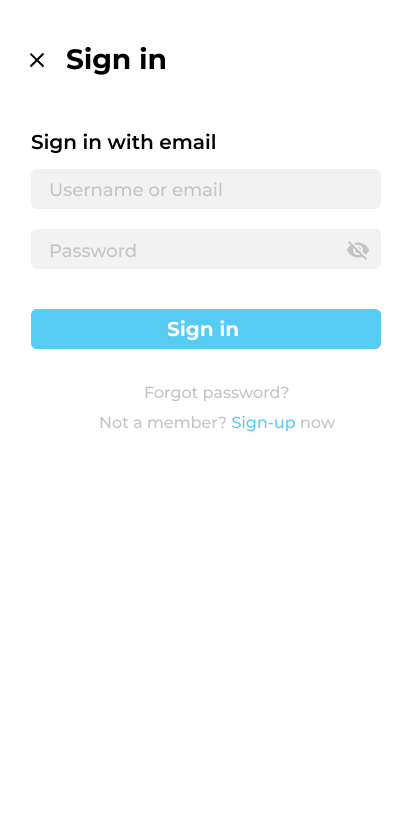 Sign in
Sign in with email
Username or email
Password
Sign in
Forgot password?
Not a member? Sign-up now